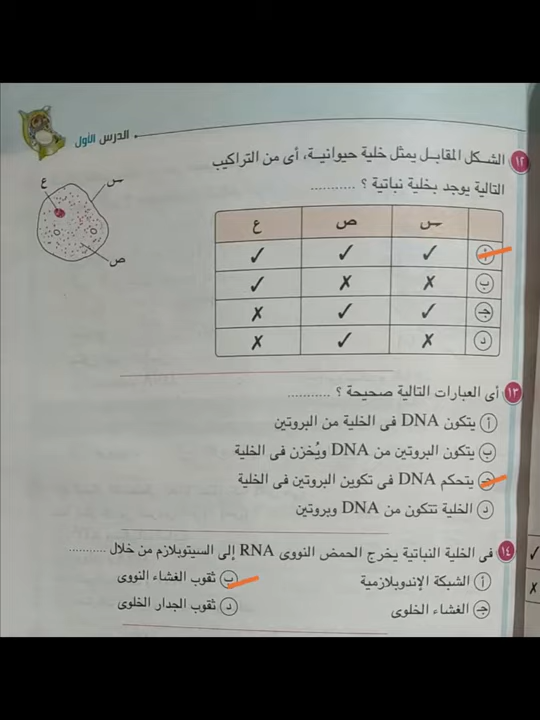 الدرس الأول
١٢ الشكل المقابل يمثل خلية حيوانية، أى من التراكيب
التالية يوجد بخلية نباتية ؟ ...........
س
ع
ص
س ص ع
أ ✓ ✓ ✓
ب ✗ ✗ ✓
جـ ✓ ✓ ✗
د ✗ ✓ ✗
١٣ أى العبارات التالية صحيحة ؟ ...........
أ يتكون DNA فى الخلية من البروتين
ب يتكون البروتين من DNA ويُخزن فى الخلية
جـ يتحكم DNA فى تكوين البروتين فى الخلية
د الخلية تتكون من DNA وبروتين
١٤ فى الخلية النباتية يخرج الحمض النووى RNA إلى السيتوبلازم من خلال ...........
أ الشبكة الإندوبلازمية ب ثقوب الغشاء النووى
جـ الغشاء الخلوى د ثقوب الجدار الخلوى
✓
✗